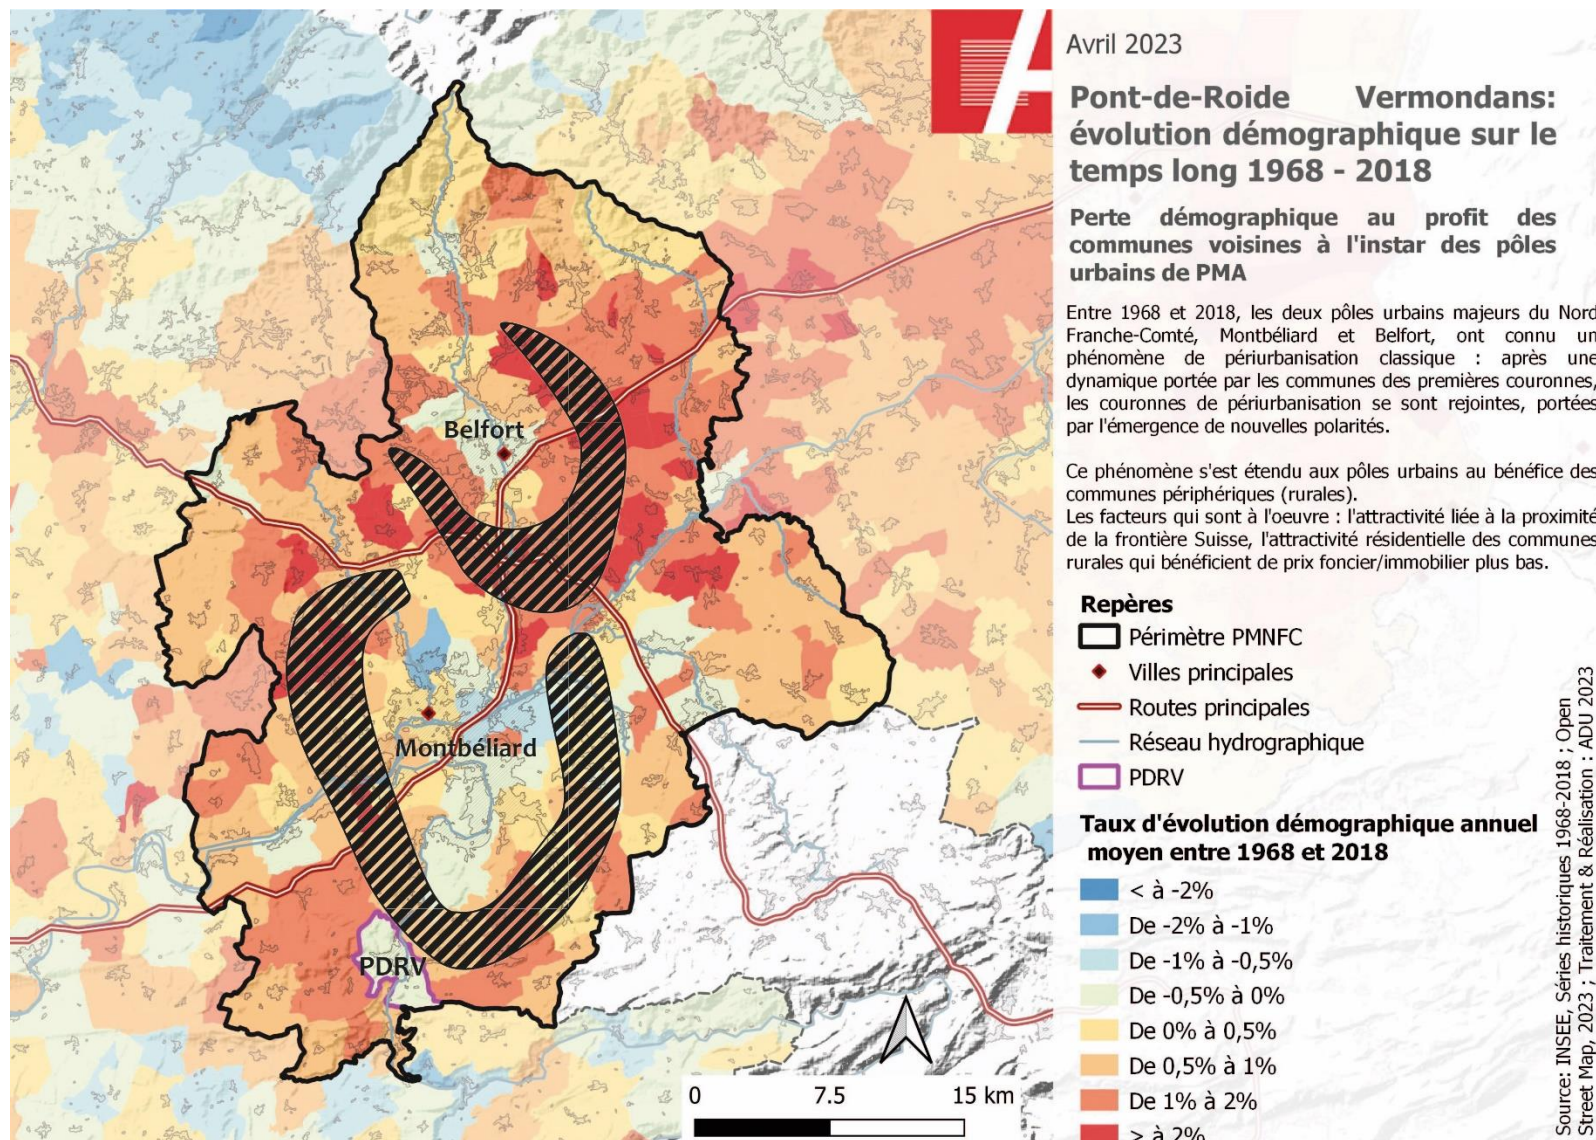 Avril 2023
Pont-de-Roide Vermondans:
évolution démographique sur le
temps long 1968 - 2018
Perte démographique au profit des
communes voisines à l'instar des pôles
urbains de PMA
Entre 1968 et 2018, les deux pôles urbains majeurs du Nord
Franche-Comté, Montbéliard et Belfort, ont connu un
phénomène de périurbanisation classique : après une
dynamique portée par les communes des premières couronnes,
les couronnes de périurbanisation se sont rejointes, portées
par l'émergence de nouvelles polarités.
Ce phénomène s'est étendu aux pôles urbains au bénéfice des
communes périphériques (rurales).
Les facteurs qui sont à l'oeuvre : l'attractivité liée à la proximité
de la frontière Suisse, l'attractivité résidentielle des communes
rurales qui bénéficient de prix foncier/immobilier plus bas.
Repères
Périmètre PMNFC
Villes principales
Routes principales
Réseau hydrographique
PDRV
Taux d'évolution démographique annuel
moyen entre 1968 et 2018
< à -2%
De -2% à -1%
De -1% à -0,5%
De -0,5% à 0%
De 0% à 0,5%
De 0,5% à 1%
De 1% à 2%
> à 2%
Source: INSEE, Séries historiques 1968-2018 ; Open
Street Map, 2023 ; Traitement & Réalisation : ADU 2023
Belfort
Montbéliard
PDRV
0 7.5 15 km